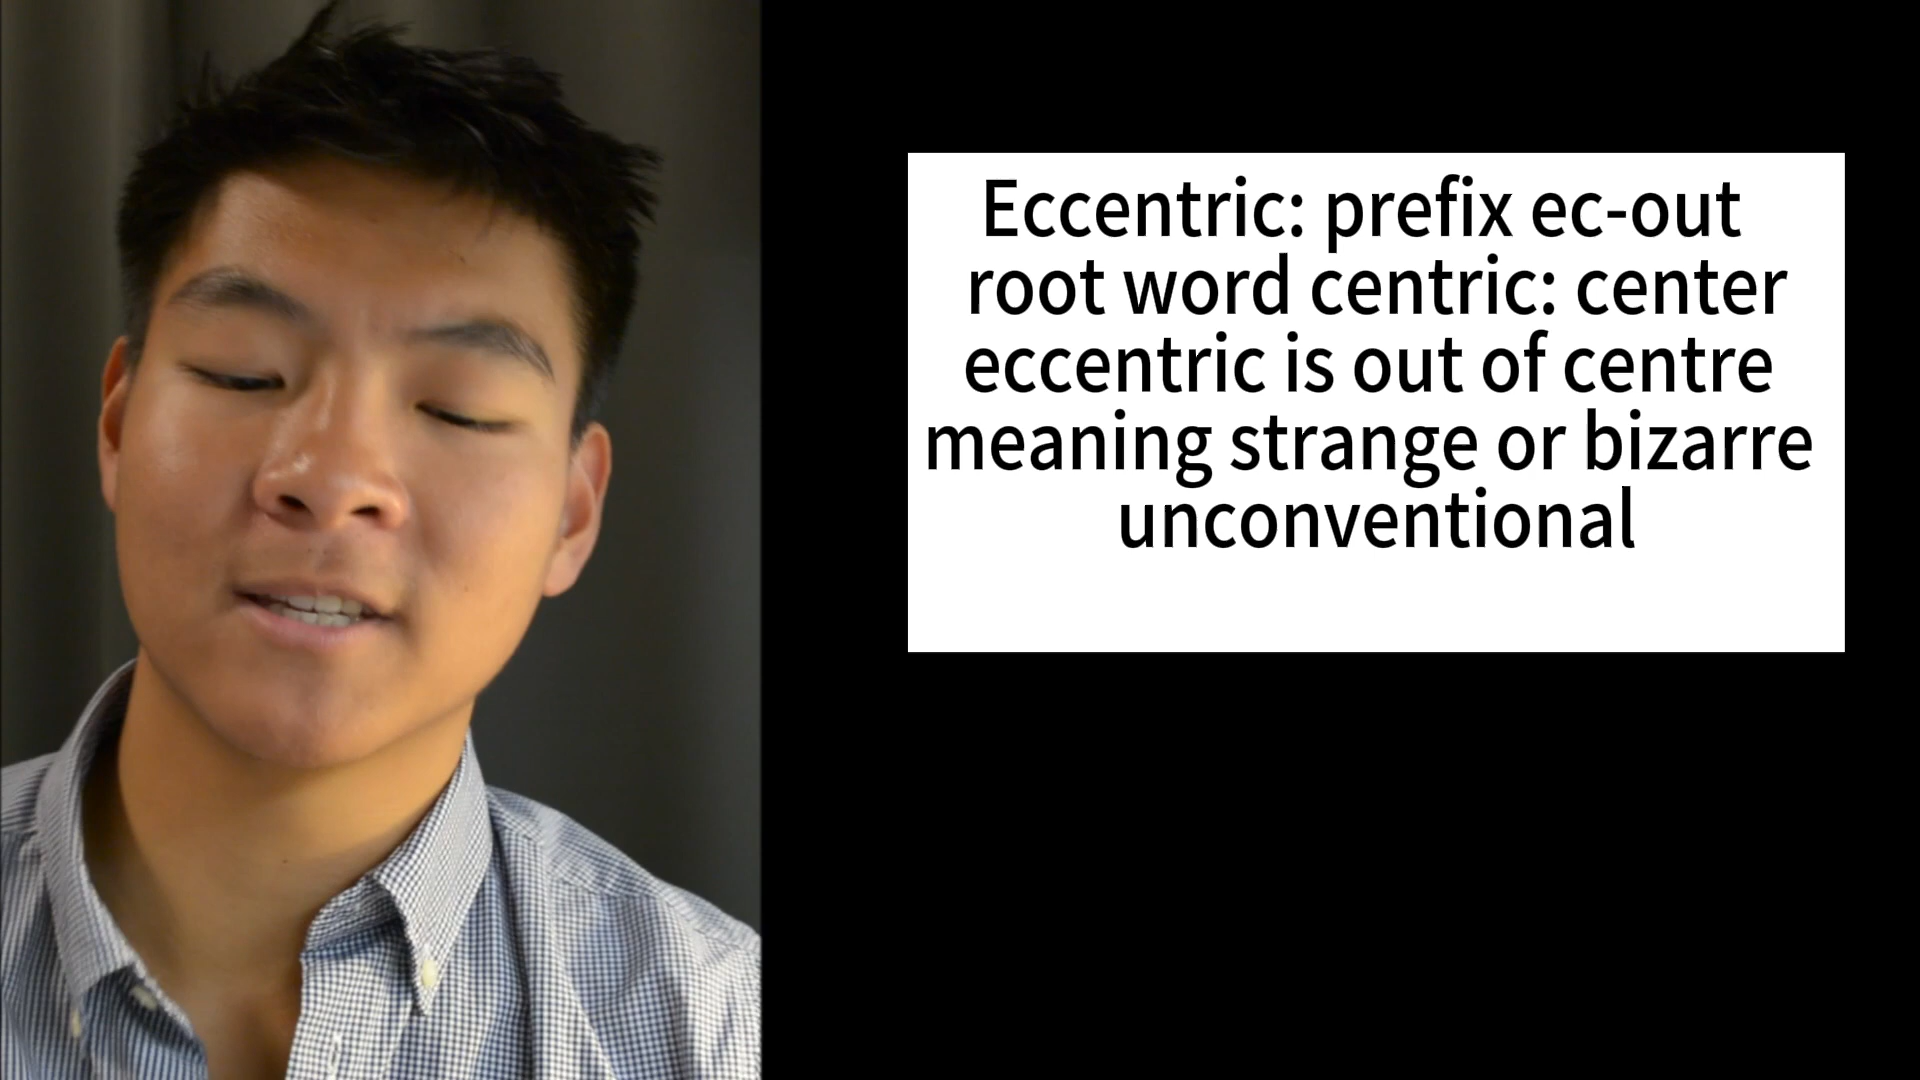 Eccentric: prefix ec-out
root word centric: center
eccentric is out of centre
meaning strange or bizarre
unconventional